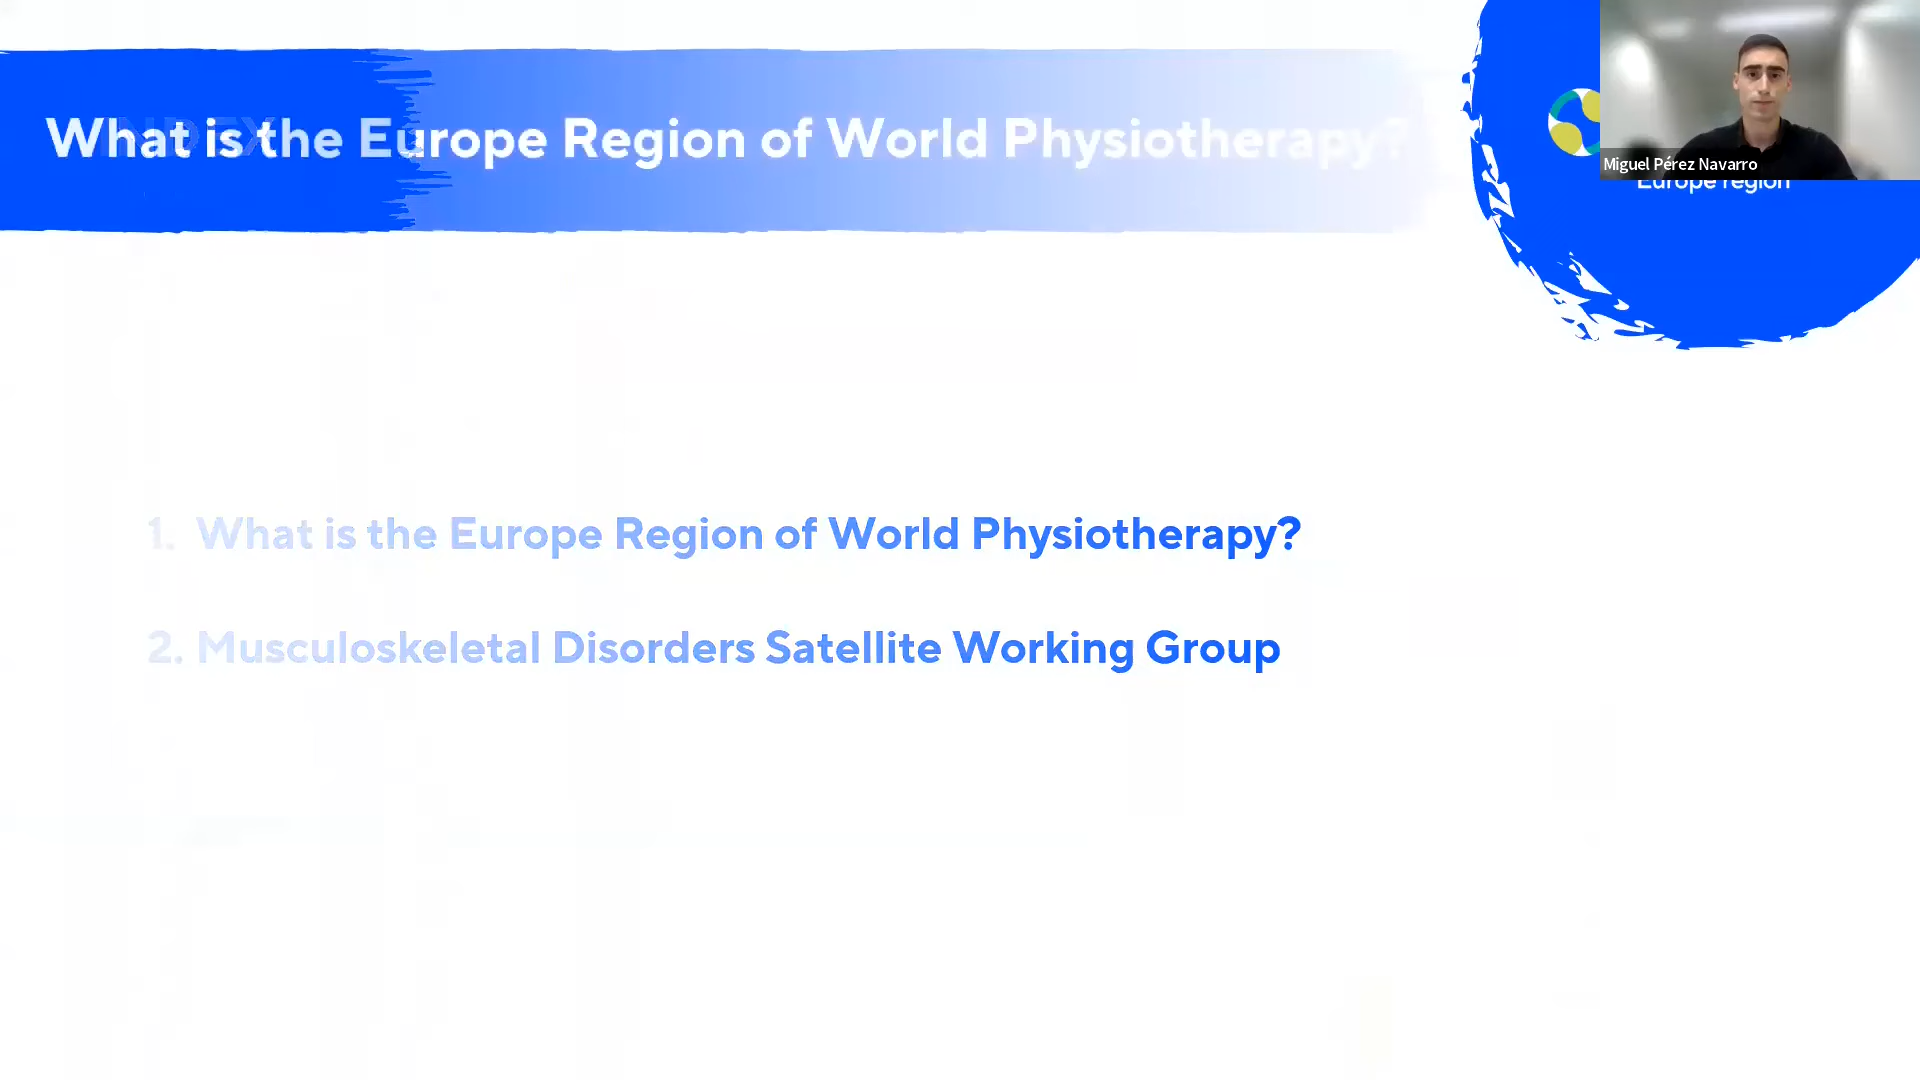 What is the Europe Region of World Physiotherapy?
INDEX
Miguel Pérez Navarro
Europe region
1. What is the Europe Region of World Physiotherapy?
2. Musculoskeletal Disorders Satellite Working Group